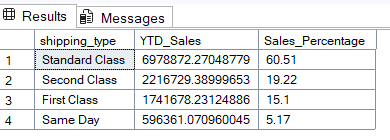 Results Messages
shipping_type YTD_Sales Sales_Percentage
1 Standard Class 6978872.27048779 60.51
2 Second Class 2216729.38999653 19.22
3 First Class 1741678.23124886 15.1
4 Same Day 596361.070960045 5.17